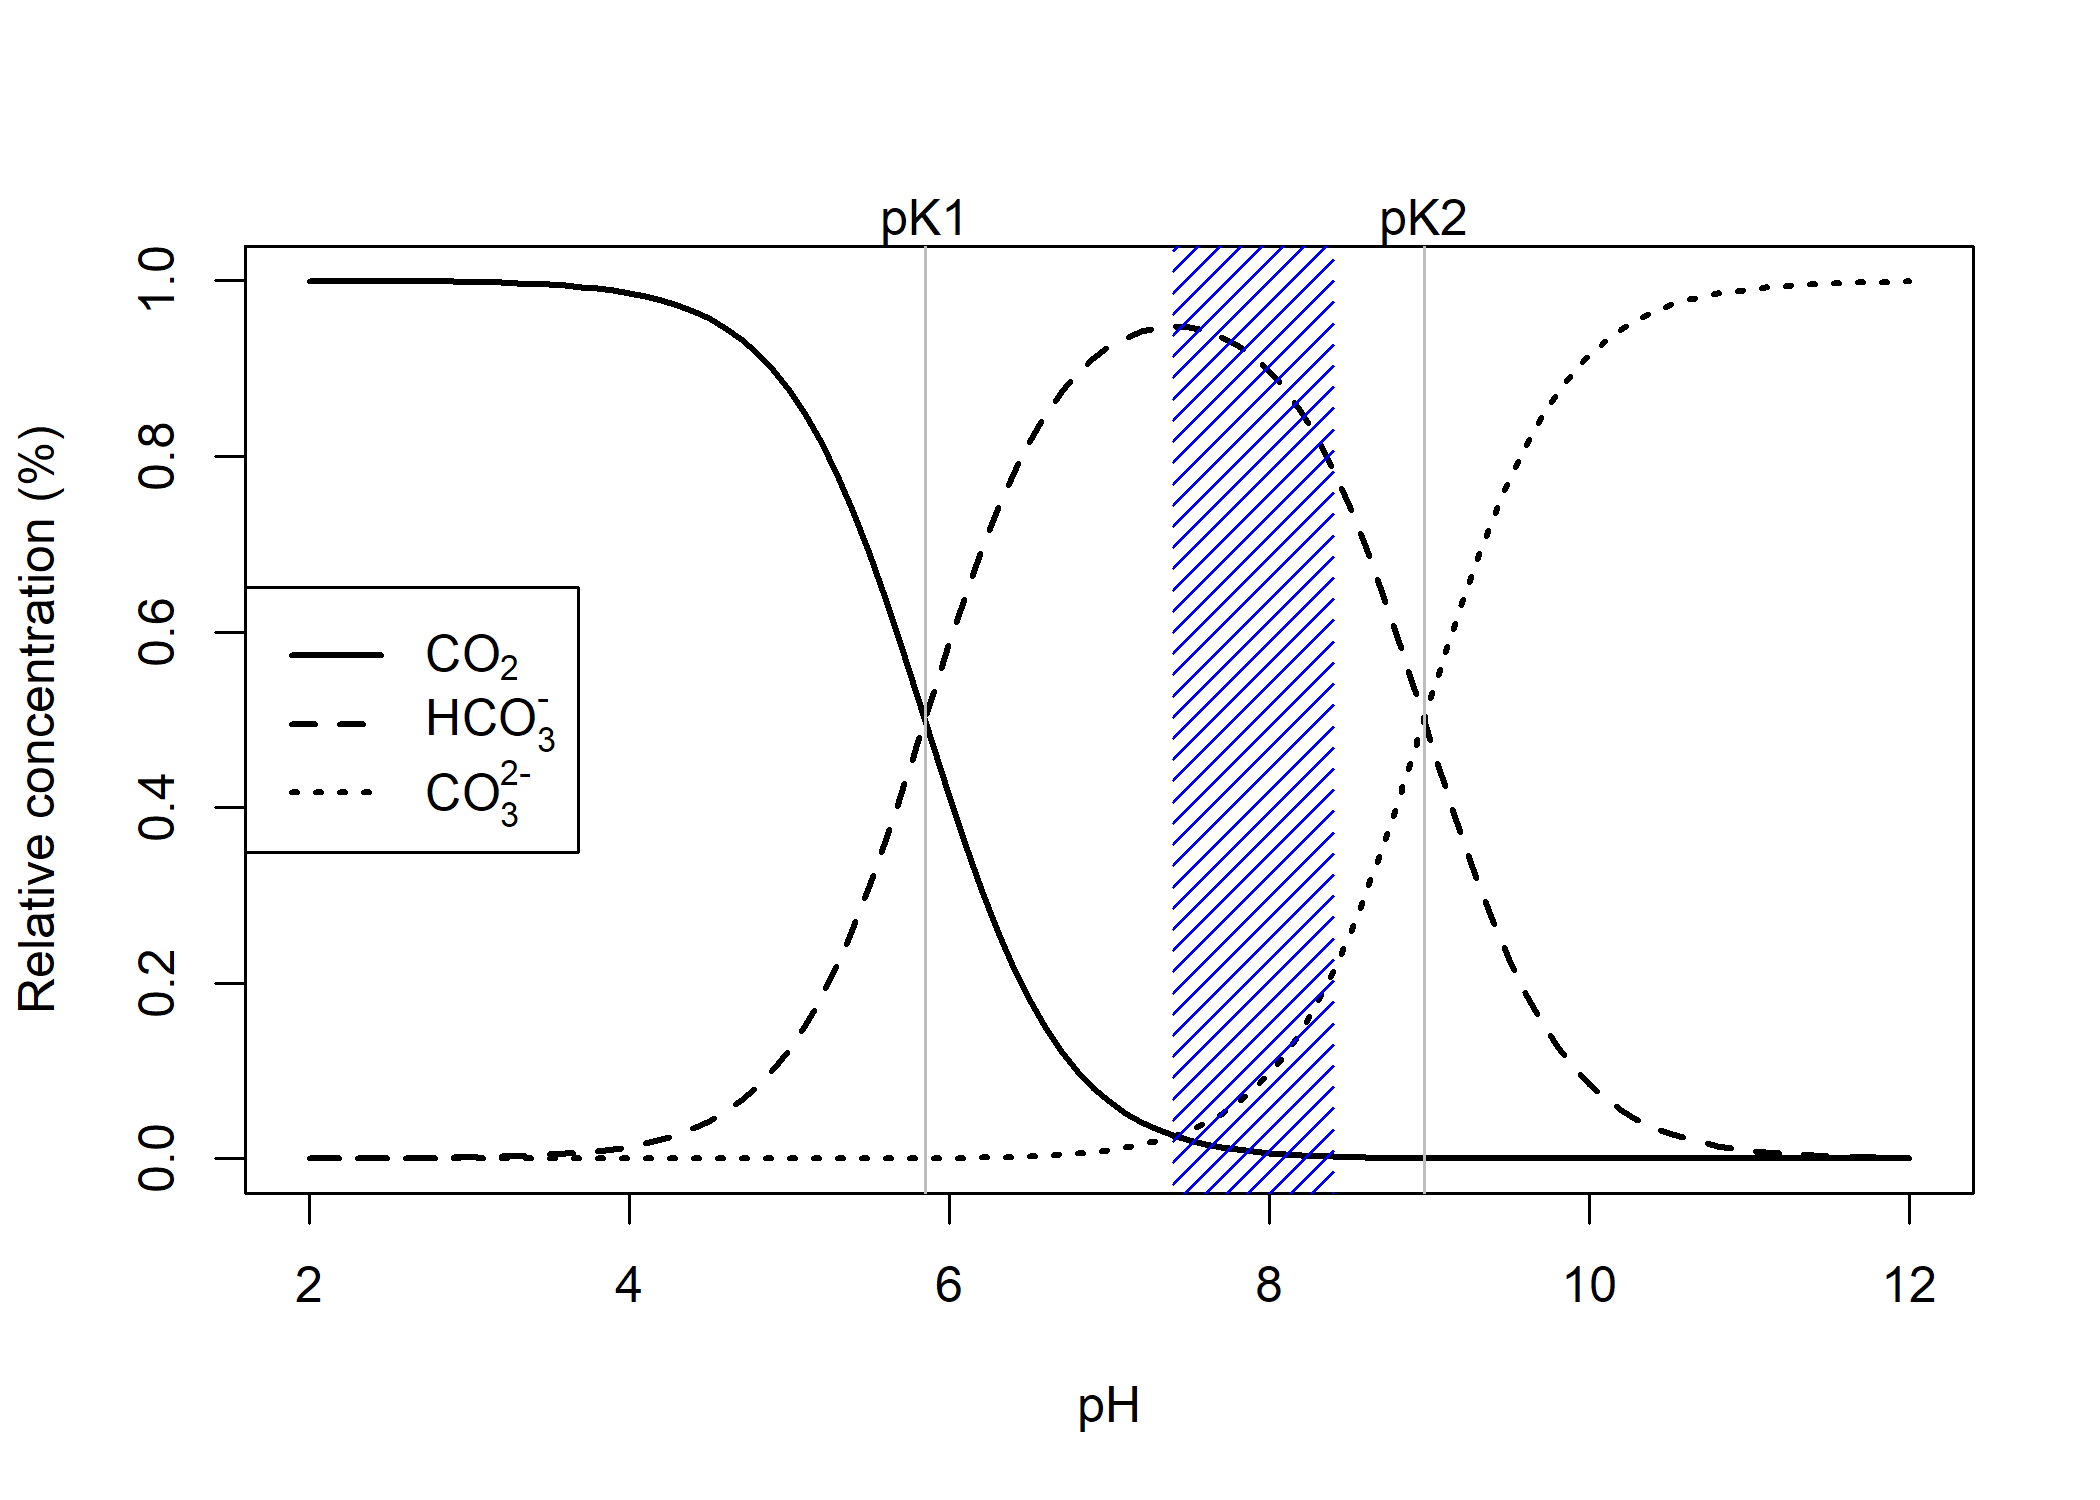 pK1 pK2
Relative concentration (%)
1.0
0.8
0.6
0.4
0.2
0.0
CO₂
HCO₃⁻
CO₃²⁻
2 4 6 8 10 12
pH